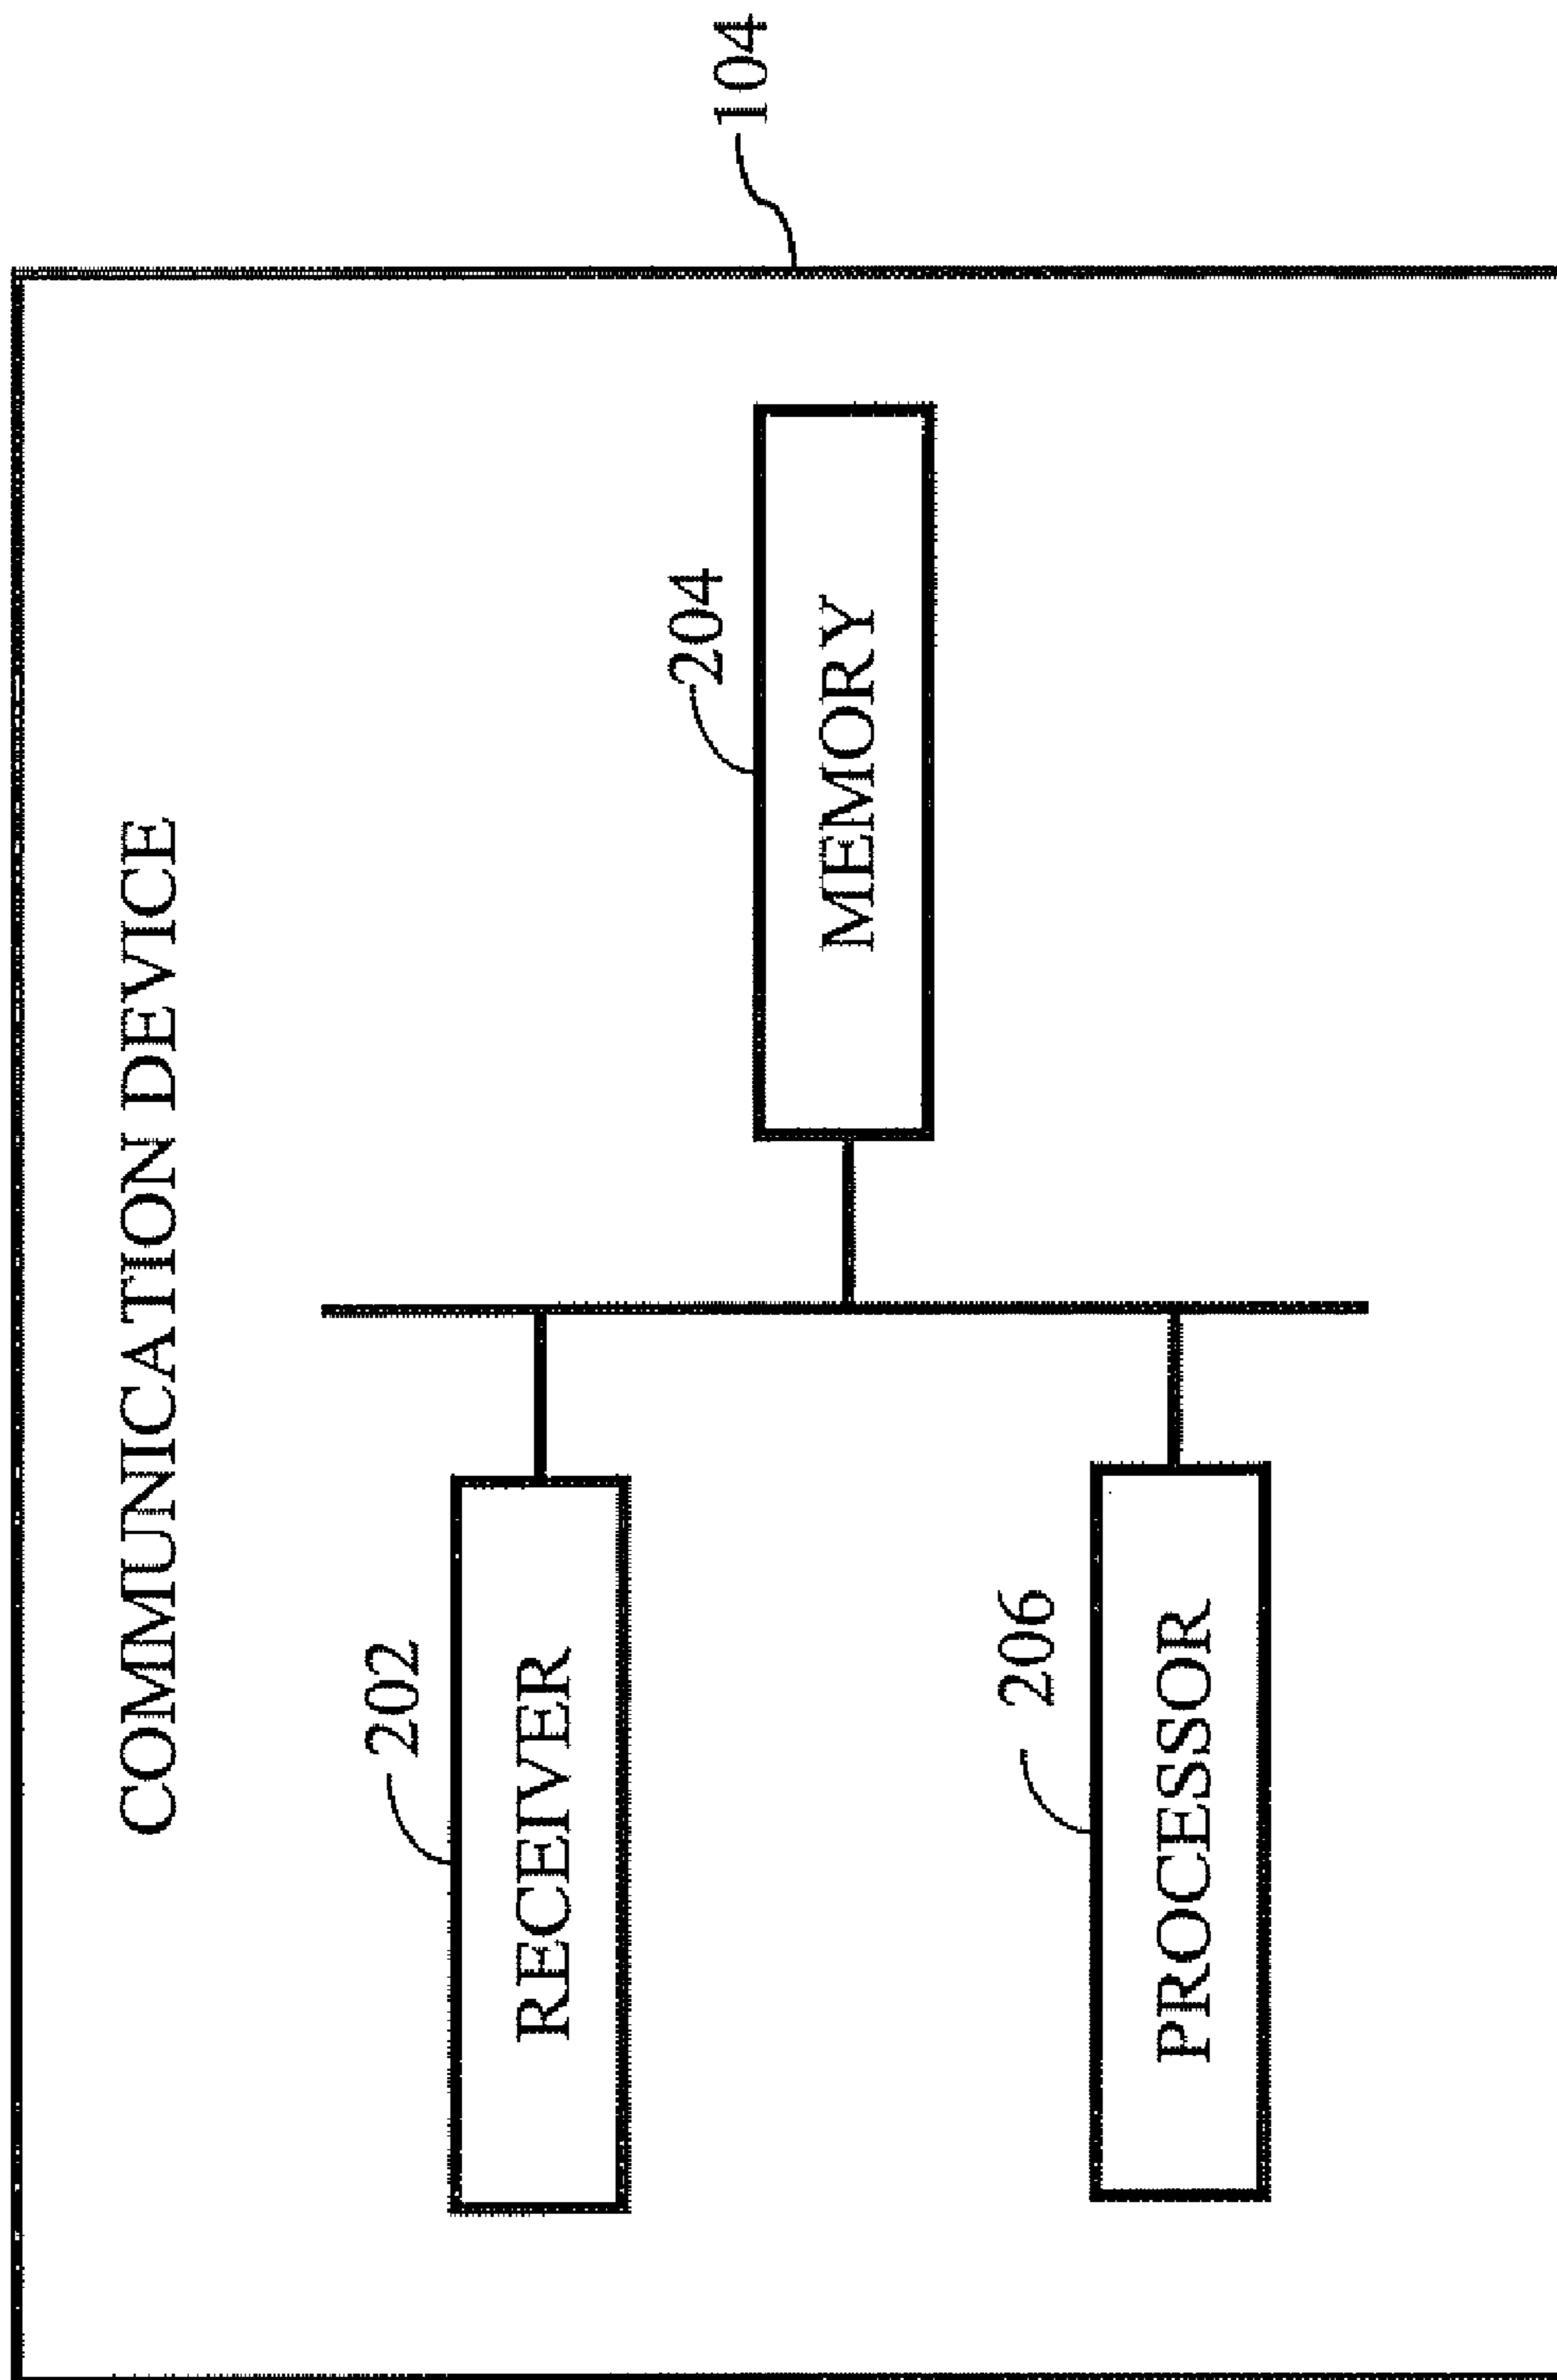 COMMUNICATION DEVICE
104
202
RECEIVER
204
MEMORY
206
PROCESSOR